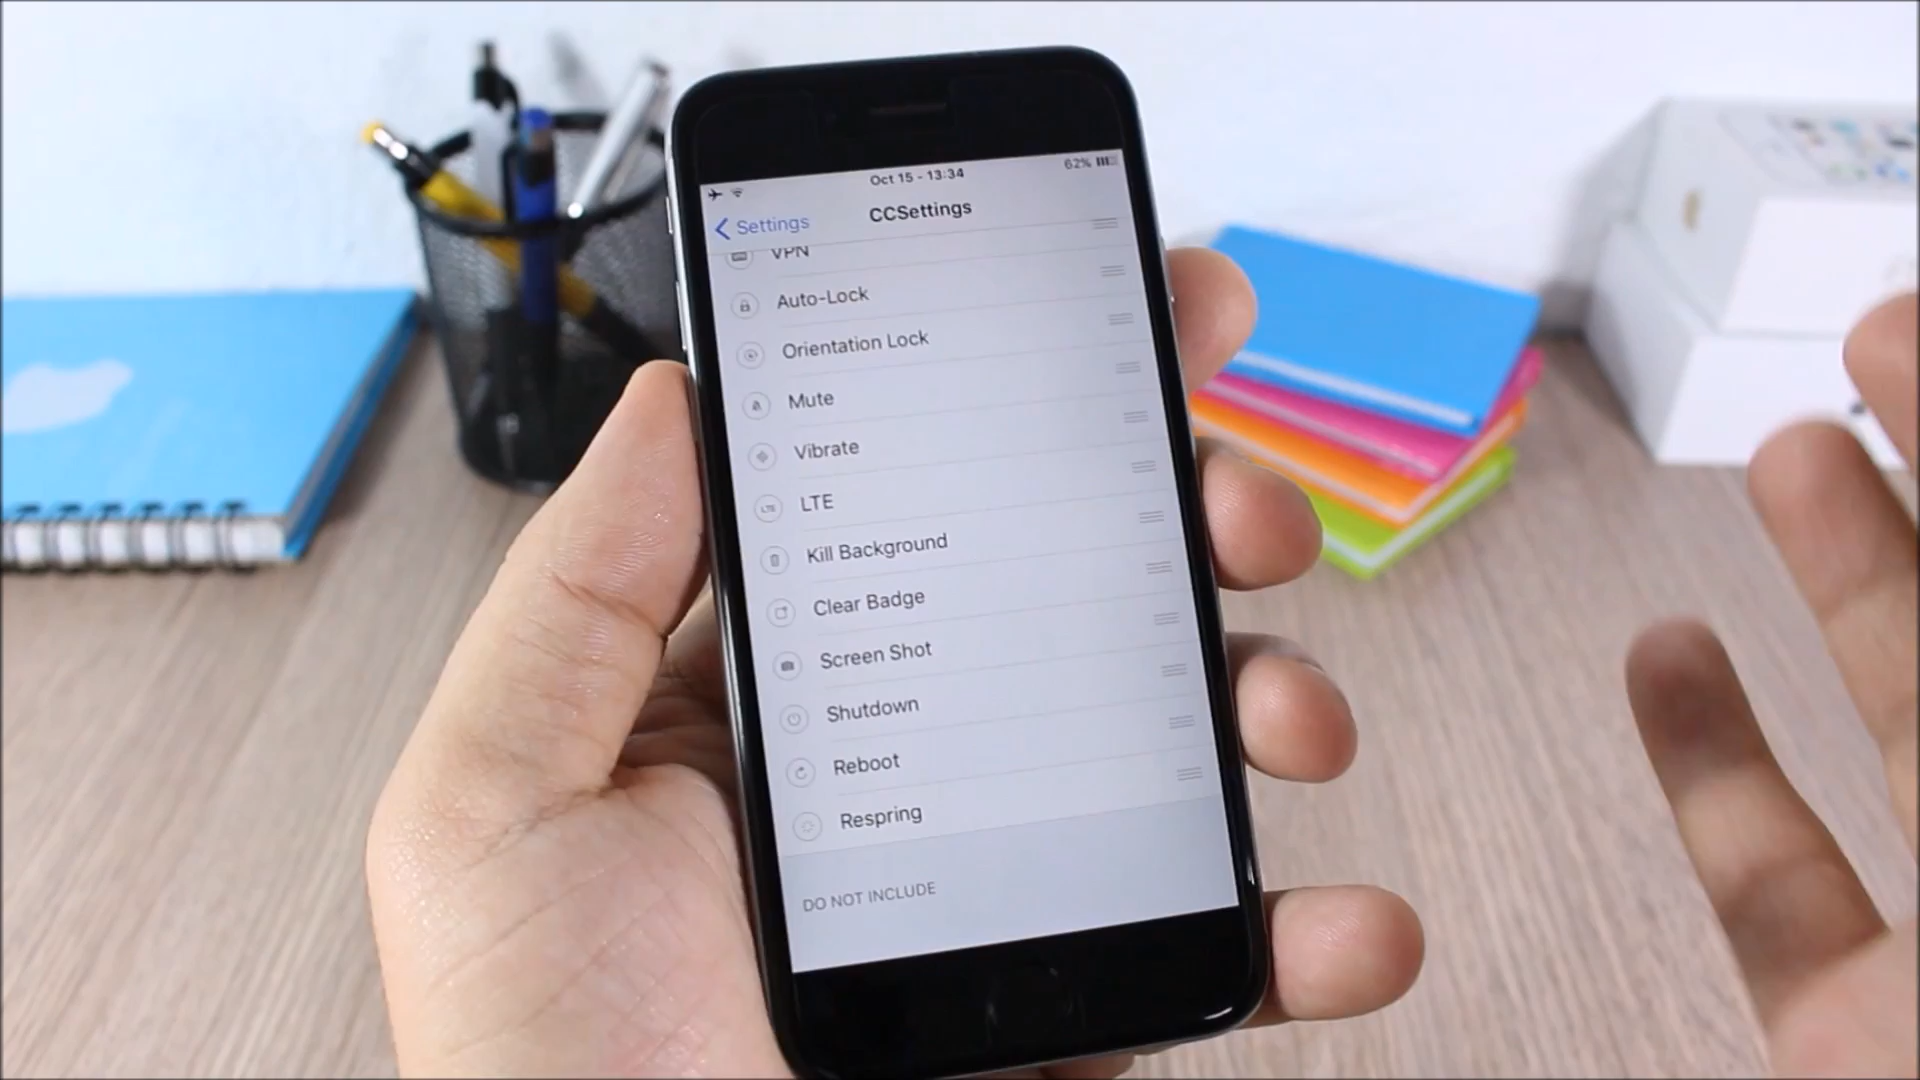 Oct 15 - 13:34
62%
Settings
CCSettings
VPN
Auto-Lock
Orientation Lock
Mute
Vibrate
LTE
LTE
Kill Background
Clear Badge
Screen Shot
Shutdown
Reboot
Respring
DO NOT INCLUDE